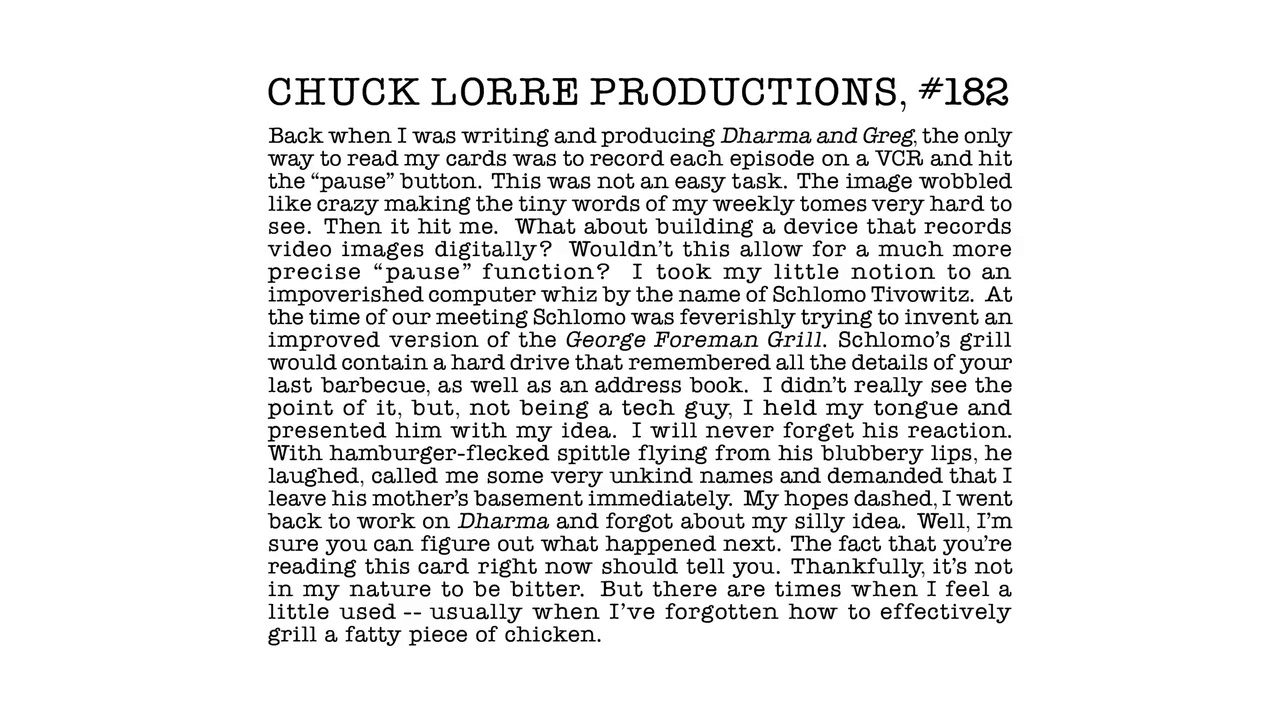 CHUCK LORRE PRODUCTIONS, #182
Back when I was writing and producing Dharma and Greg, the only
way to read my cards was to record each episode on a VCR and hit
the “pause” button. This was not an easy task. The image wobbled
like crazy making the tiny words of my weekly tomes very hard to
see. Then it hit me. What about building a device that records
video images digitally? Wouldn’t this allow for a much more
precise “pause” function? I took my little notion to an
impoverished computer whiz by the name of Schlomo Tivowitz. At
the time of our meeting Schlomo was feverishly trying to invent an
improved version of the George Foreman Grill. Schlomo’s grill
would contain a hard drive that remembered all the details of your
last barbecue, as well as an address book. I didn’t really see the
point of it, but, not being a tech guy, I held my tongue and
presented him with my idea. I will never forget his reaction.
With hamburger-flecked spittle flying from his blubbery lips, he
laughed, called me some very unkind names and demanded that I
leave his mother’s basement immediately. My hopes dashed, I went
back to work on Dharma and forgot about my silly idea. Well, I’m
sure you can figure out what happened next. The fact that you’re
reading this card right now should tell you. Thankfully, it’s not
in my nature to be bitter. But there are times when I feel a
little used -- usually when I’ve forgotten how to effectively
grill a fatty piece of chicken.